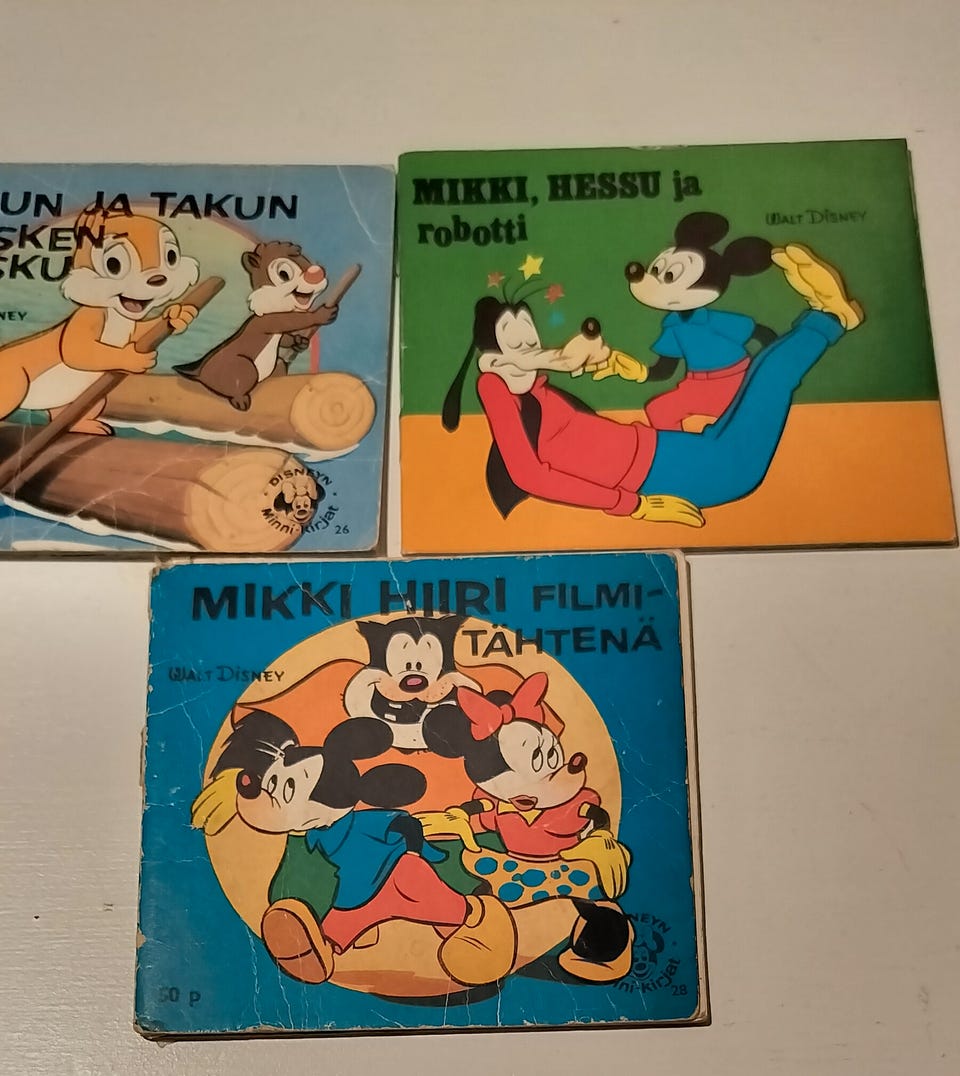 UN JA TAKUN
SKEN-
SKU
NEY
DISNEYN
Minni-kirjat
26
MIKKI, HESSU ja
robotti
WALT DISNEY
MIKKI HIIRI FILMI-
TÄHTENÄ
WALT DISNEY
50 p
NEYN
ni-kirjat
28